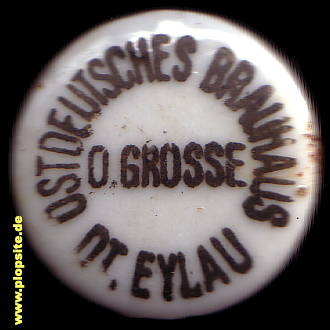 OSTDEUTSCHES BRAUHAUS
O. GROSSE
DT. EYLAU
www.plopsite.de